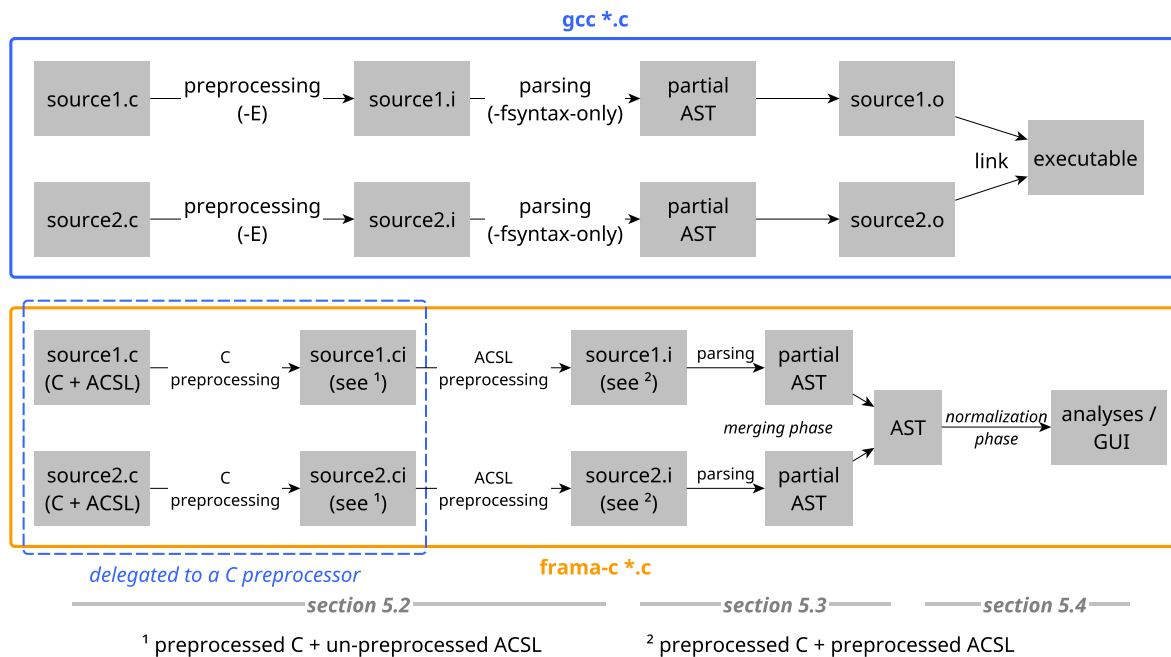 gcc *.c
source1.c
preprocessing
(-E)
source1.i
parsing
(-fsyntax-only)
partial
AST
source1.o
link
executable
source2.c
preprocessing
(-E)
source2.i
parsing
(-fsyntax-only)
partial
AST
source2.o
source1.c
(C + ACSL)
C
preprocessing
source1.ci
(see ¹)
ACSL
preprocessing
source1.i
(see ²)
parsing
partial
AST
merging phase
AST
normalization
phase
analyses /
GUI
source2.c
(C + ACSL)
C
preprocessing
source2.ci
(see ¹)
ACSL
preprocessing
source2.i
(see ²)
parsing
partial
AST
delegated to a C preprocessor
frama-c *.c
section 5.2
section 5.3
section 5.4
¹ preprocessed C + un-preprocessed ACSL
² preprocessed C + preprocessed ACSL